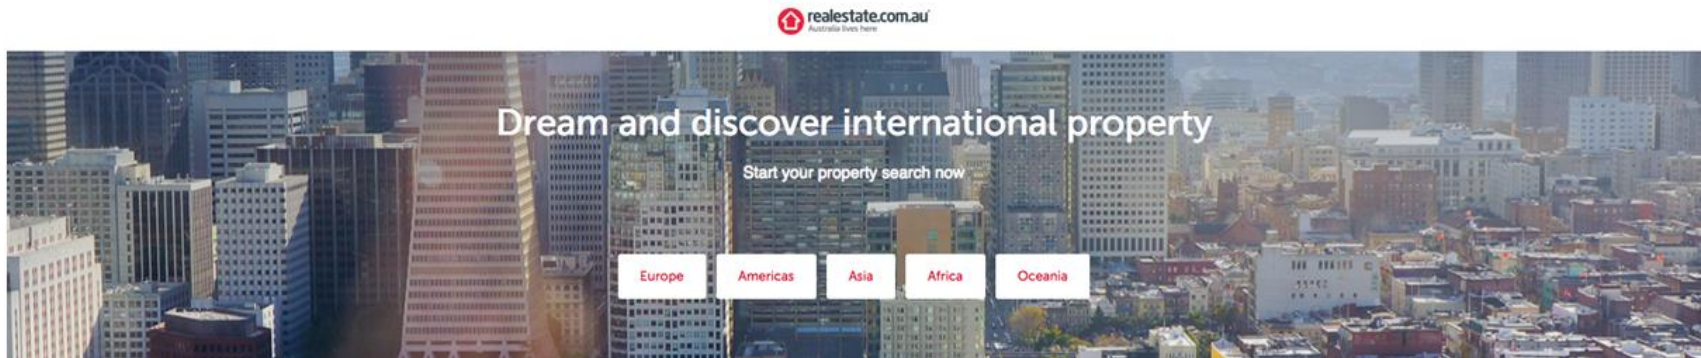 realestate.com.au
Australia lives here
Dream and discover international property
Start your property search now
Europe
Americas
Asia
Africa
Oceania